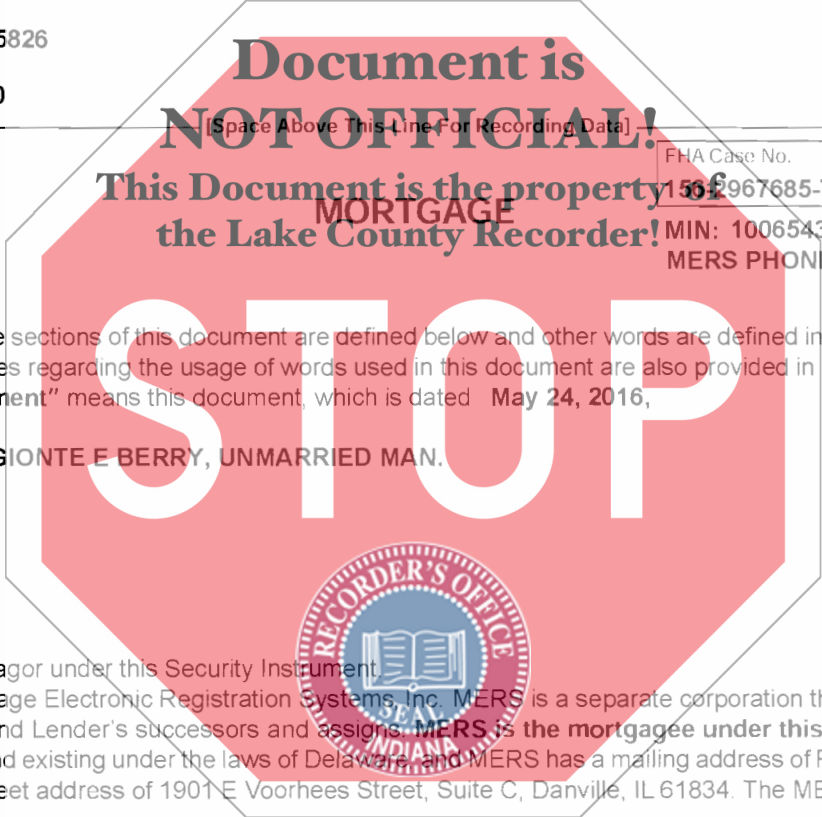 5826
0
Document is
NOT OFFICIAL!
[Space Above This Line For Recording Data]
FHA Case No.
This Document is the property of
156-2967685-
MORTGAGE
the Lake County Recorder!
MIN: 1006543
MERS PHON
e sections of this document are defined below and other words are defined in
es regarding the usage of words used in this document are also provided in
nent" means this document, which is dated May 24, 2016,
GIONTE E BERRY, UNMARRIED MAN.
STOP
RECORDER'S OFFICE
SEAL
INDIANA
agor under this Security Instrument.
age Electronic Registration Systems, Inc. MERS is a separate corporation th
nd Lender's successors and assigns. MERS is the mortgagee under this
d existing under the laws of Delaware, and MERS has a mailing address of P
eet address of 1901 E Voorhees Street, Suite C, Danville, IL 61834. The ME